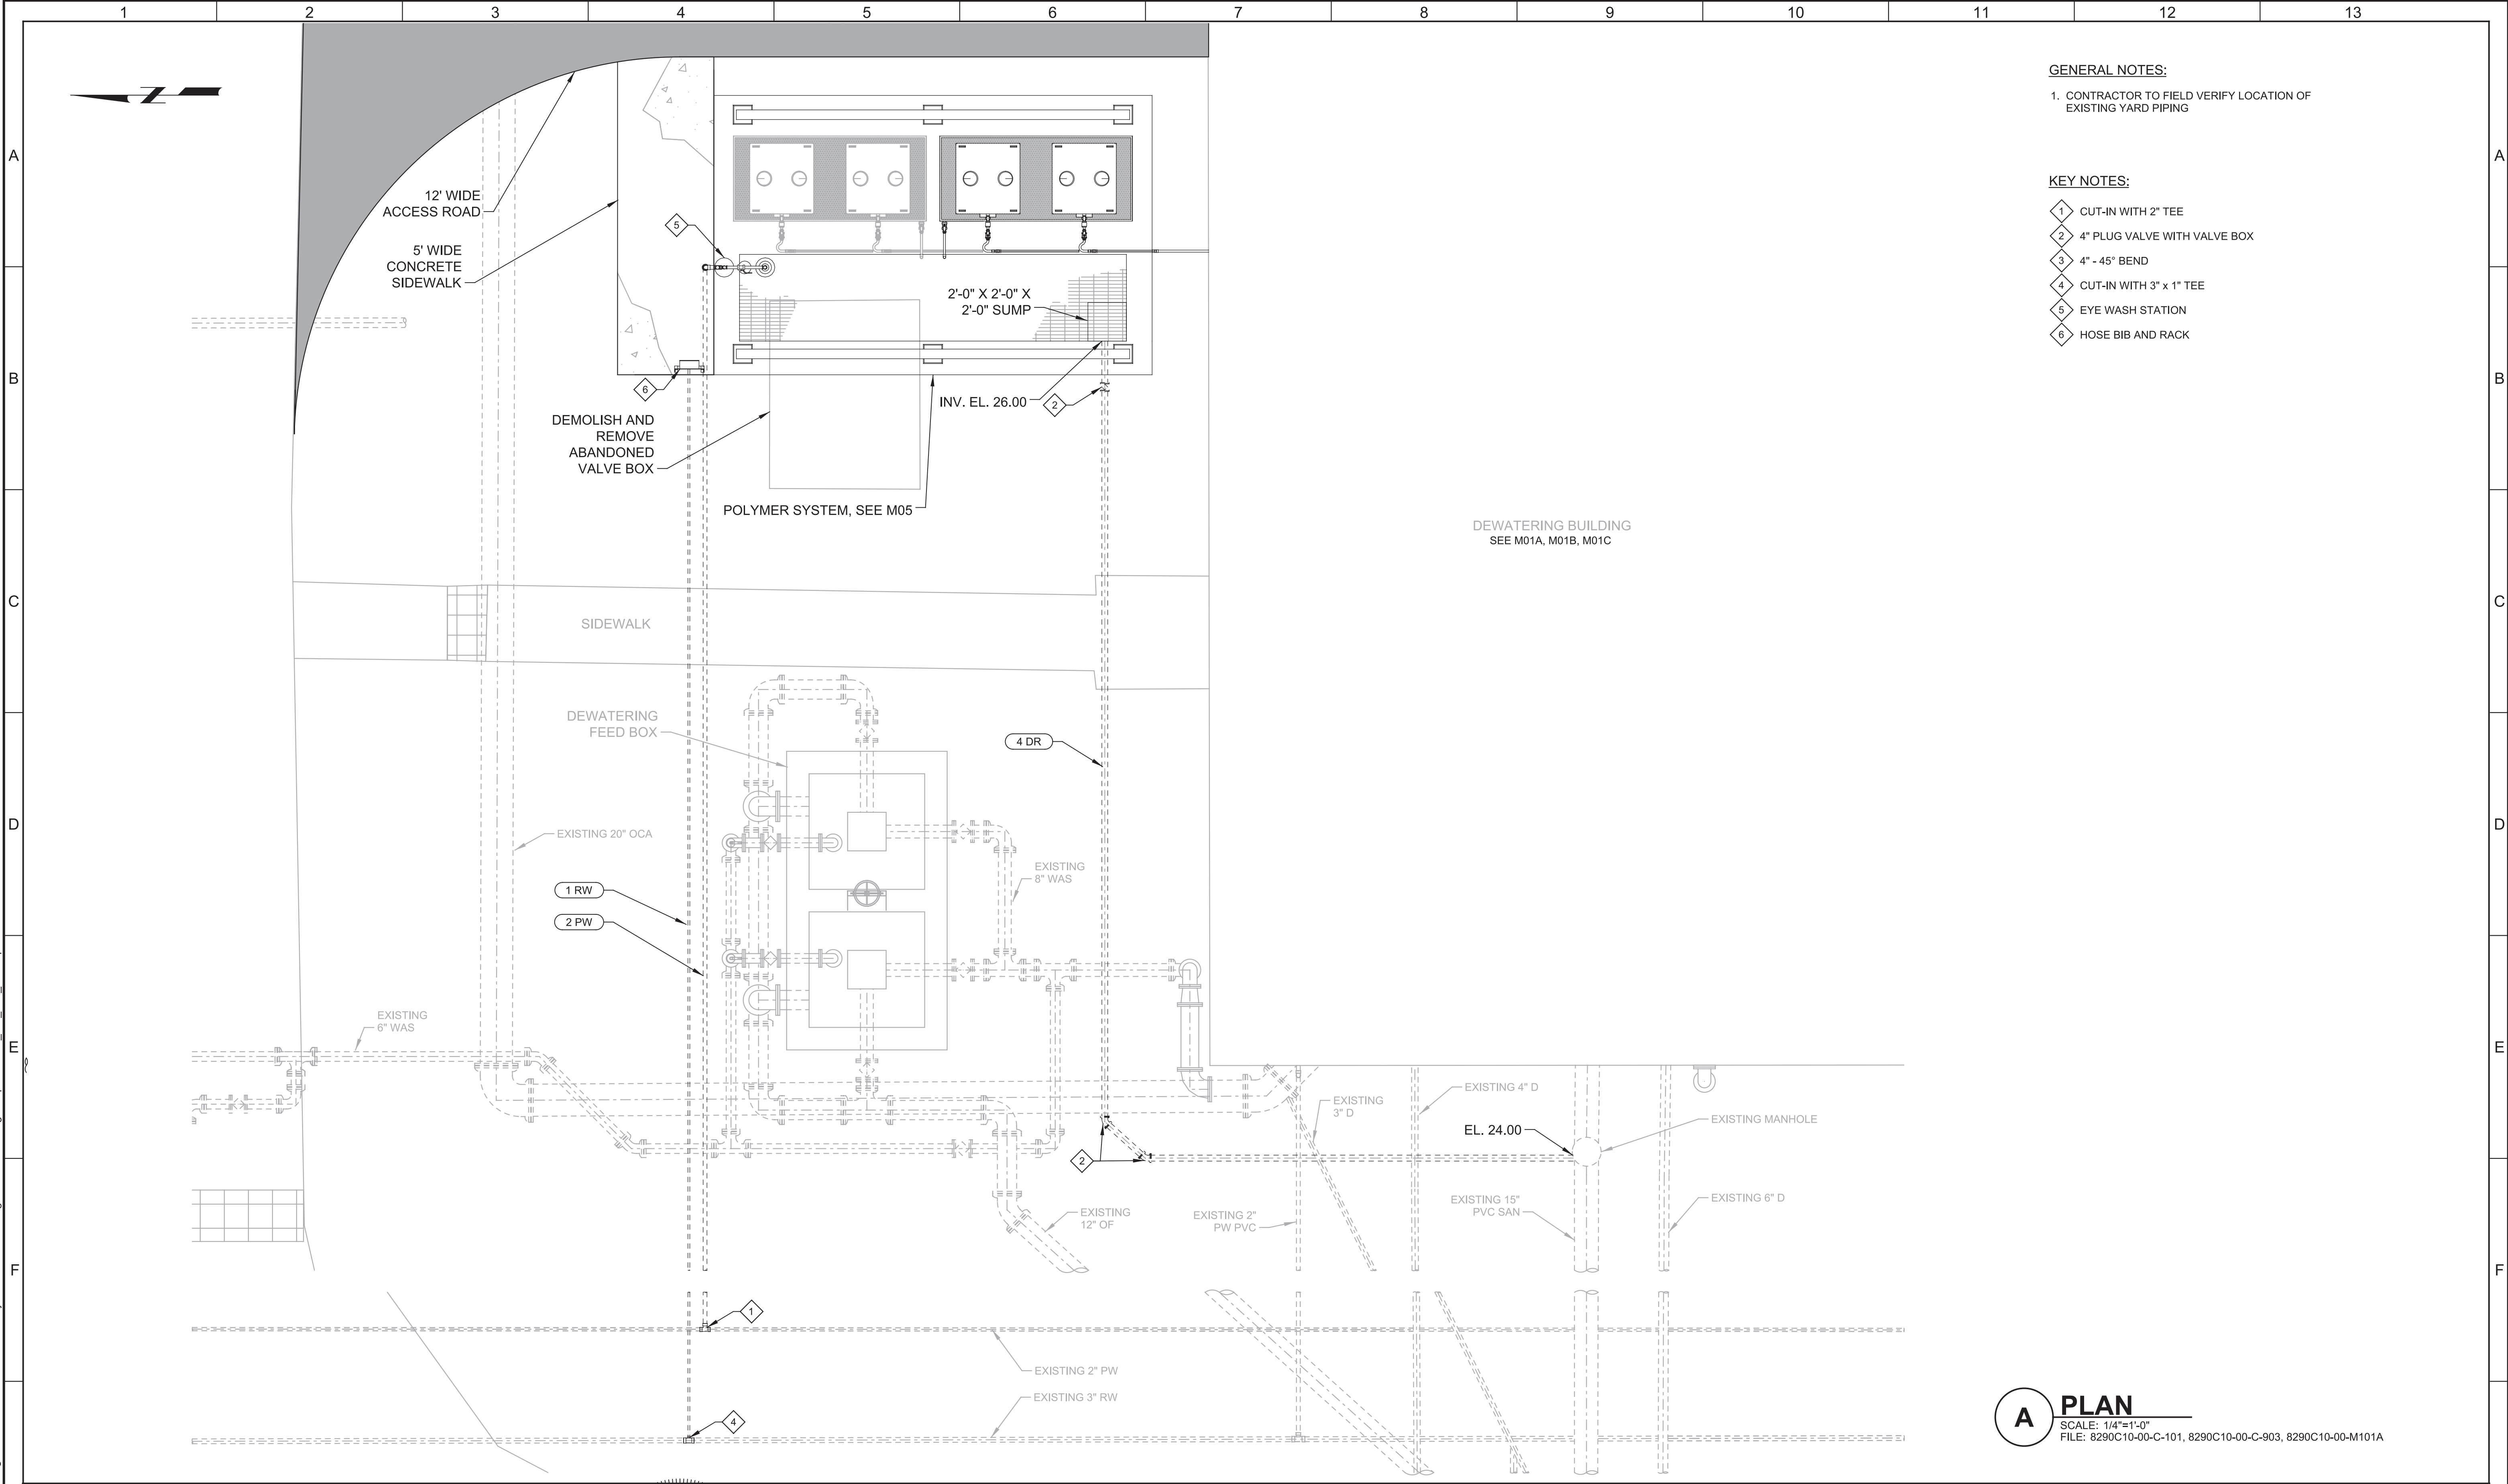 1 2 3 4 5 6 7 8 9 10 11 12 13
A
B
C
D
E
F
A
B
C
D
E
F
GENERAL NOTES:
1. CONTRACTOR TO FIELD VERIFY LOCATION OF
EXISTING YARD PIPING
KEY NOTES:
1 CUT-IN WITH 2" TEE
2 4" PLUG VALVE WITH VALVE BOX
3 4" - 45° BEND
4 CUT-IN WITH 3" x 1" TEE
5 EYE WASH STATION
6 HOSE BIB AND RACK
12' WIDE
ACCESS ROAD
5' WIDE
CONCRETE
SIDEWALK
5
2'-0" X 2'-0" X
2'-0" SUMP
6
INV. EL. 26.00
2
DEMOLISH AND
REMOVE
ABANDONED
VALVE BOX
POLYMER SYSTEM, SEE M05
DEWATERING BUILDING
SEE M01A, M01B, M01C
SIDEWALK
DEWATERING
FEED BOX
4 DR
EXISTING 20" OCA
EXISTING
8" WAS
1 RW
2 PW
EXISTING
6" WAS
EXISTING 4" D
EXISTING
3" D
EXISTING MANHOLE
EL. 24.00
2
EXISTING 15"
PVC SAN
EXISTING 6" D
EXISTING
12" OF
EXISTING 2"
PW PVC
1
EXISTING 2" PW
EXISTING 3" RW
4
A
PLAN
SCALE: 1/4"=1'-0"
FILE: 8290C10-00-C-101, 8290C10-00-C-903, 8290C10-00-M101A